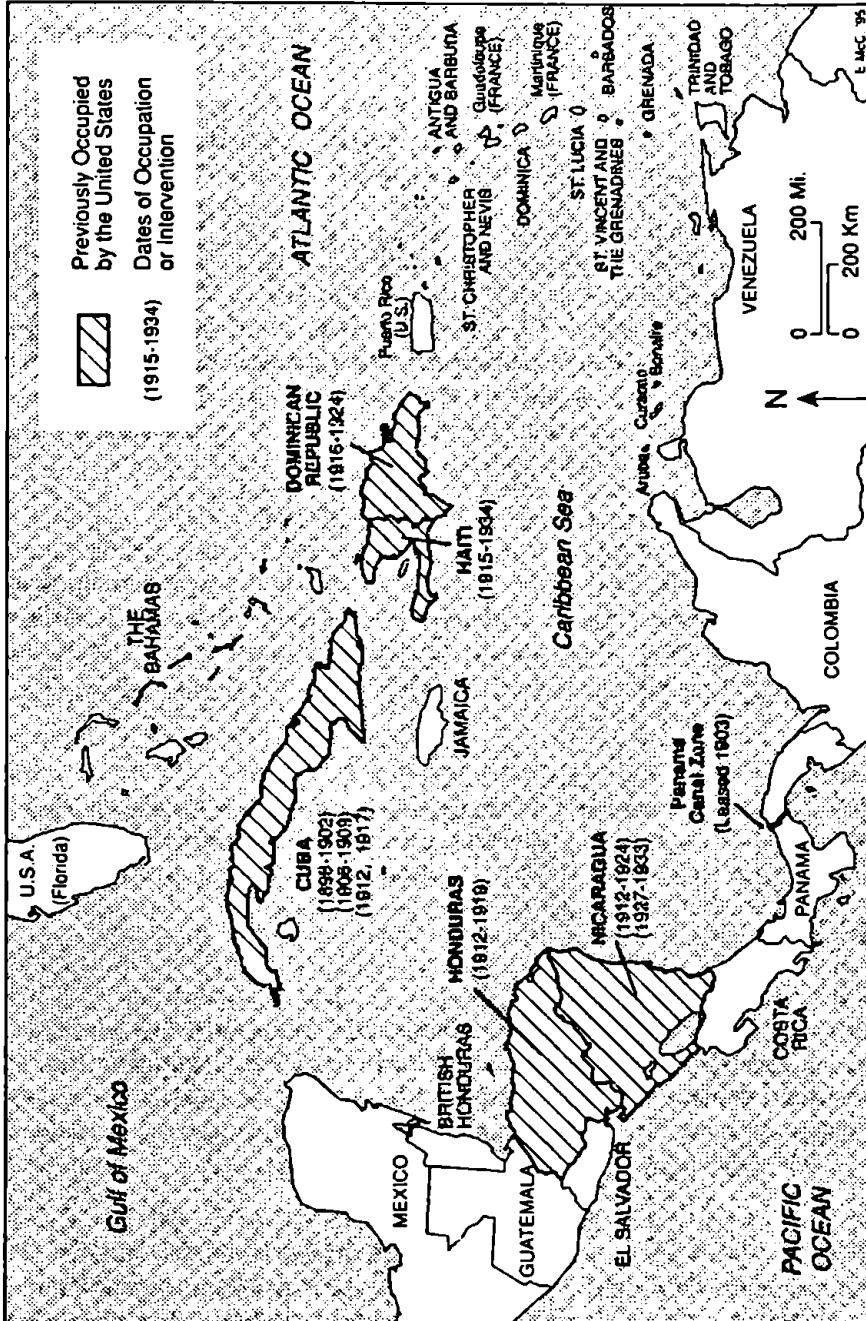 Previously Occupied
by the United States
(1915-1934)
Dates of Occupation
or Intervention
Gulf of Mexico
U.S.A.
(Florida)
THE
BAHAMAS
ATLANTIC OCEAN
CUBA
(1898-1902)
(1906-1909)
(1912, 1917)
DOMINICAN
REPUBLIC
(1916-1924)
HAITI
(1915-1934)
Puerto Rico
(U.S.)
JAMAICA
Caribbean Sea
ST. CHRISTOPHER
AND NEVIS
ANTIGUA
AND BARBUDA
Guadeloupe
(FRANCE)
DOMINICA
Martinique
(FRANCE)
ST. LUCIA
ST. VINCENT AND
THE GRENADINES
BARBADOS
GRENADA
TRINIDAD
AND
TOBAGO
MEXICO
BRITISH
HONDURAS
GUATEMALA
EL SALVADOR
HONDURAS
(1912-1919)
NICARAGUA
(1912-1924)
(1927-1933)
COSTA
RICA
PANAMA
Panama
Canal Zone
(Leased 1903)
COLOMBIA
VENEZUELA
Aruba
Curacao
Bonaire
PACIFIC
OCEAN
N
0 200 Mi.
0 200 Km
E. McC. '95